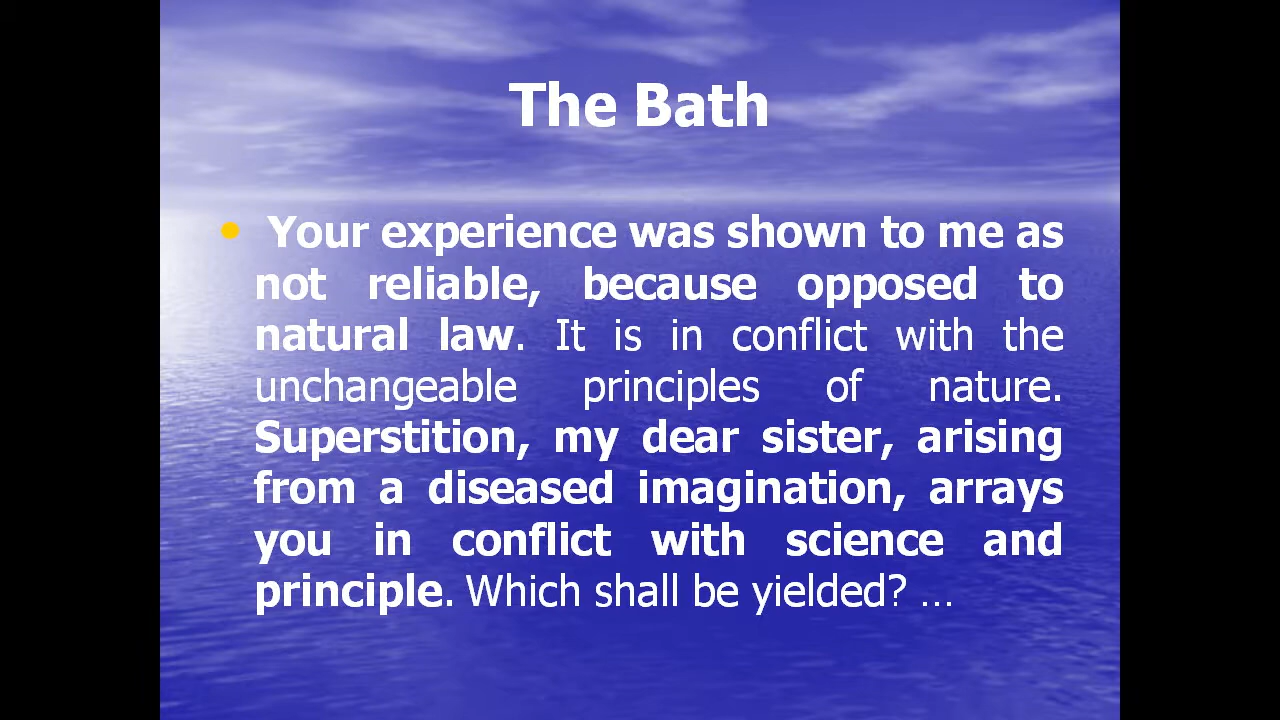 The Bath
• Your experience was shown to me as
not reliable, because opposed to
natural law. It is in conflict with the
unchangeable principles of nature.
Superstition, my dear sister, arising
from a diseased imagination, arrays
you in conflict with science and
principle. Which shall be yielded? …